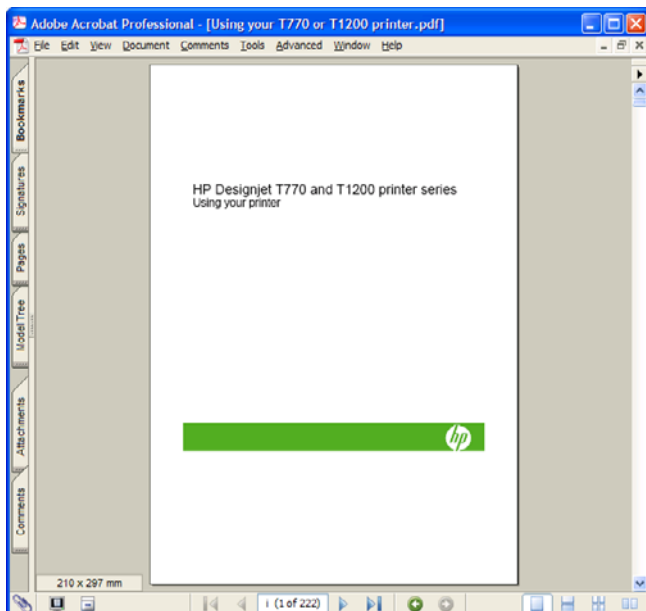 Adobe Acrobat Professional - [Using your T770 or T1200 printer.pdf]
File Edit View Document Comments Tools Advanced Window Help
Bookmarks
Signatures
Pages
Model Tree
Attachments
Comments
HP Designjet T770 and T1200 printer series
Using your printer
hp
210 x 297 mm
i (1 of 222)